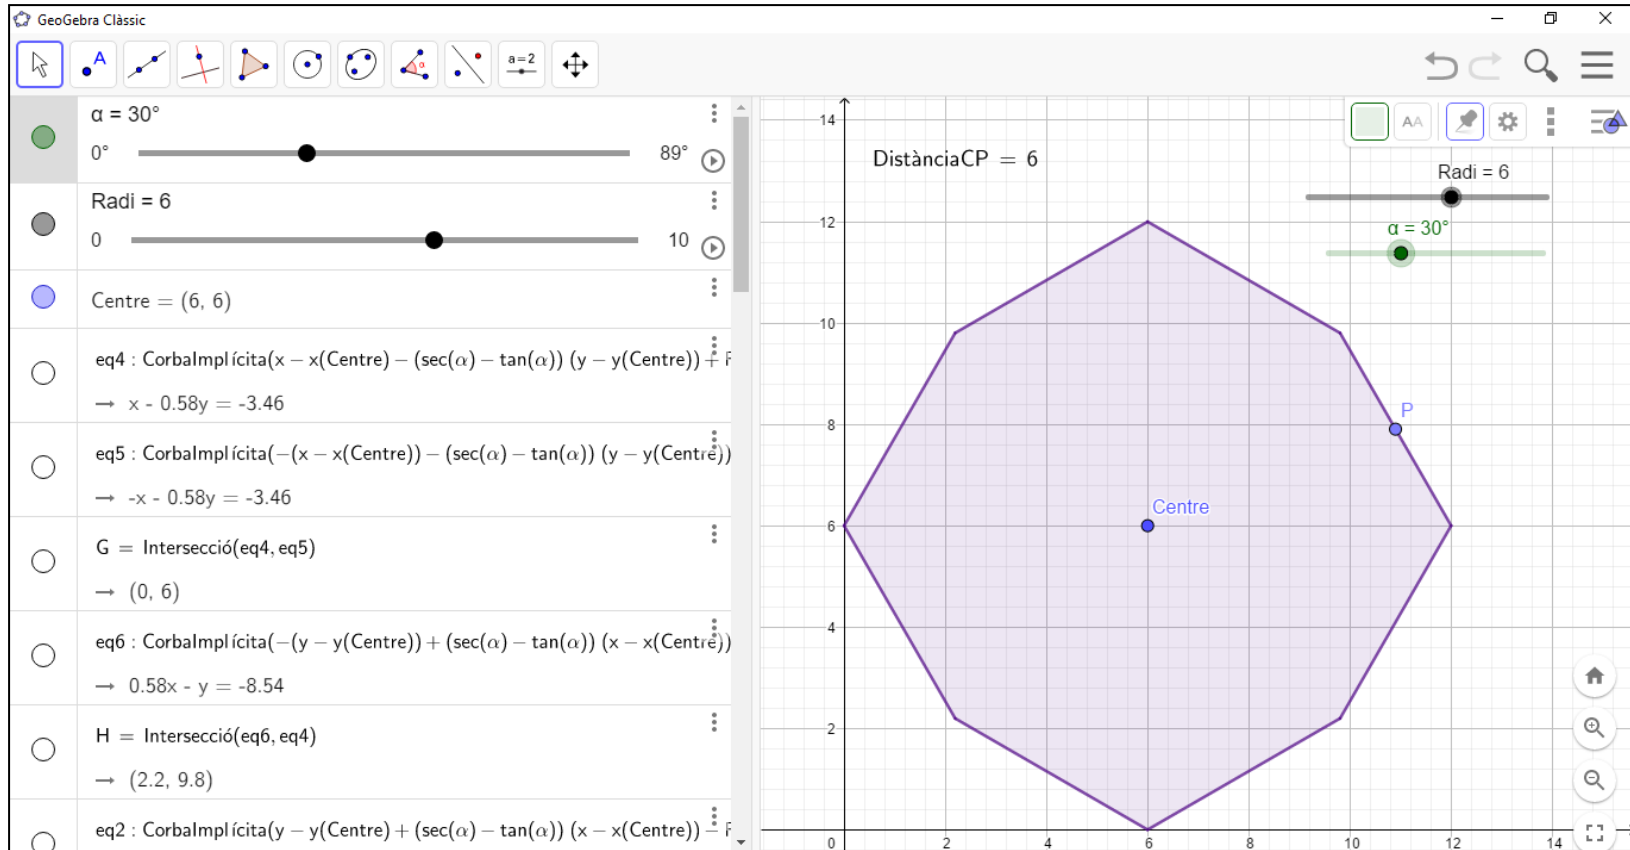 GeoGebra Clàssic
A
α
a=2
α = 30°
0°
89°
Radi = 6
0
10
Centre = (6, 6)
eq4 : CorbaImplícita(x − x(Centre) − (sec(α) − tan(α)) (y − y(Centre)) +
→ x - 0.58y = -3.46
eq5 : CorbaImplícita(−(x − x(Centre)) − (sec(α) − tan(α)) (y − y(Centre))
→ -x - 0.58y = -3.46
G = Intersecció(eq4, eq5)
→ (0, 6)
eq6 : CorbaImplícita(−(y − y(Centre)) + (sec(α) − tan(α)) (x − x(Centre))
→ 0.58x - y = -8.54
H = Intersecció(eq6, eq4)
→ (2.2, 9.8)
eq2 : CorbaImplícita(y − y(Centre) + (sec(α) − tan(α)) (x − x(Centre)) −
AA
DistànciaCP = 6
Radi = 6
α = 30°
14
12
10
8
6
4
2
0
2
4
6
8
10
12
14
P
Centre